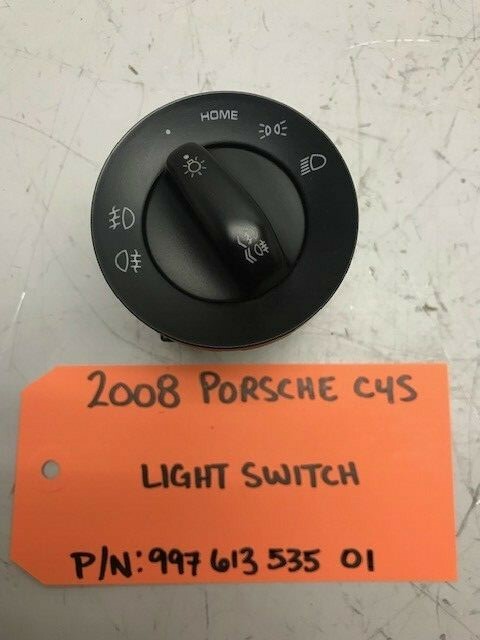 HOME
2008 PORSCHE C4S
LIGHT SWITCH
P/N: 997 613 535 01